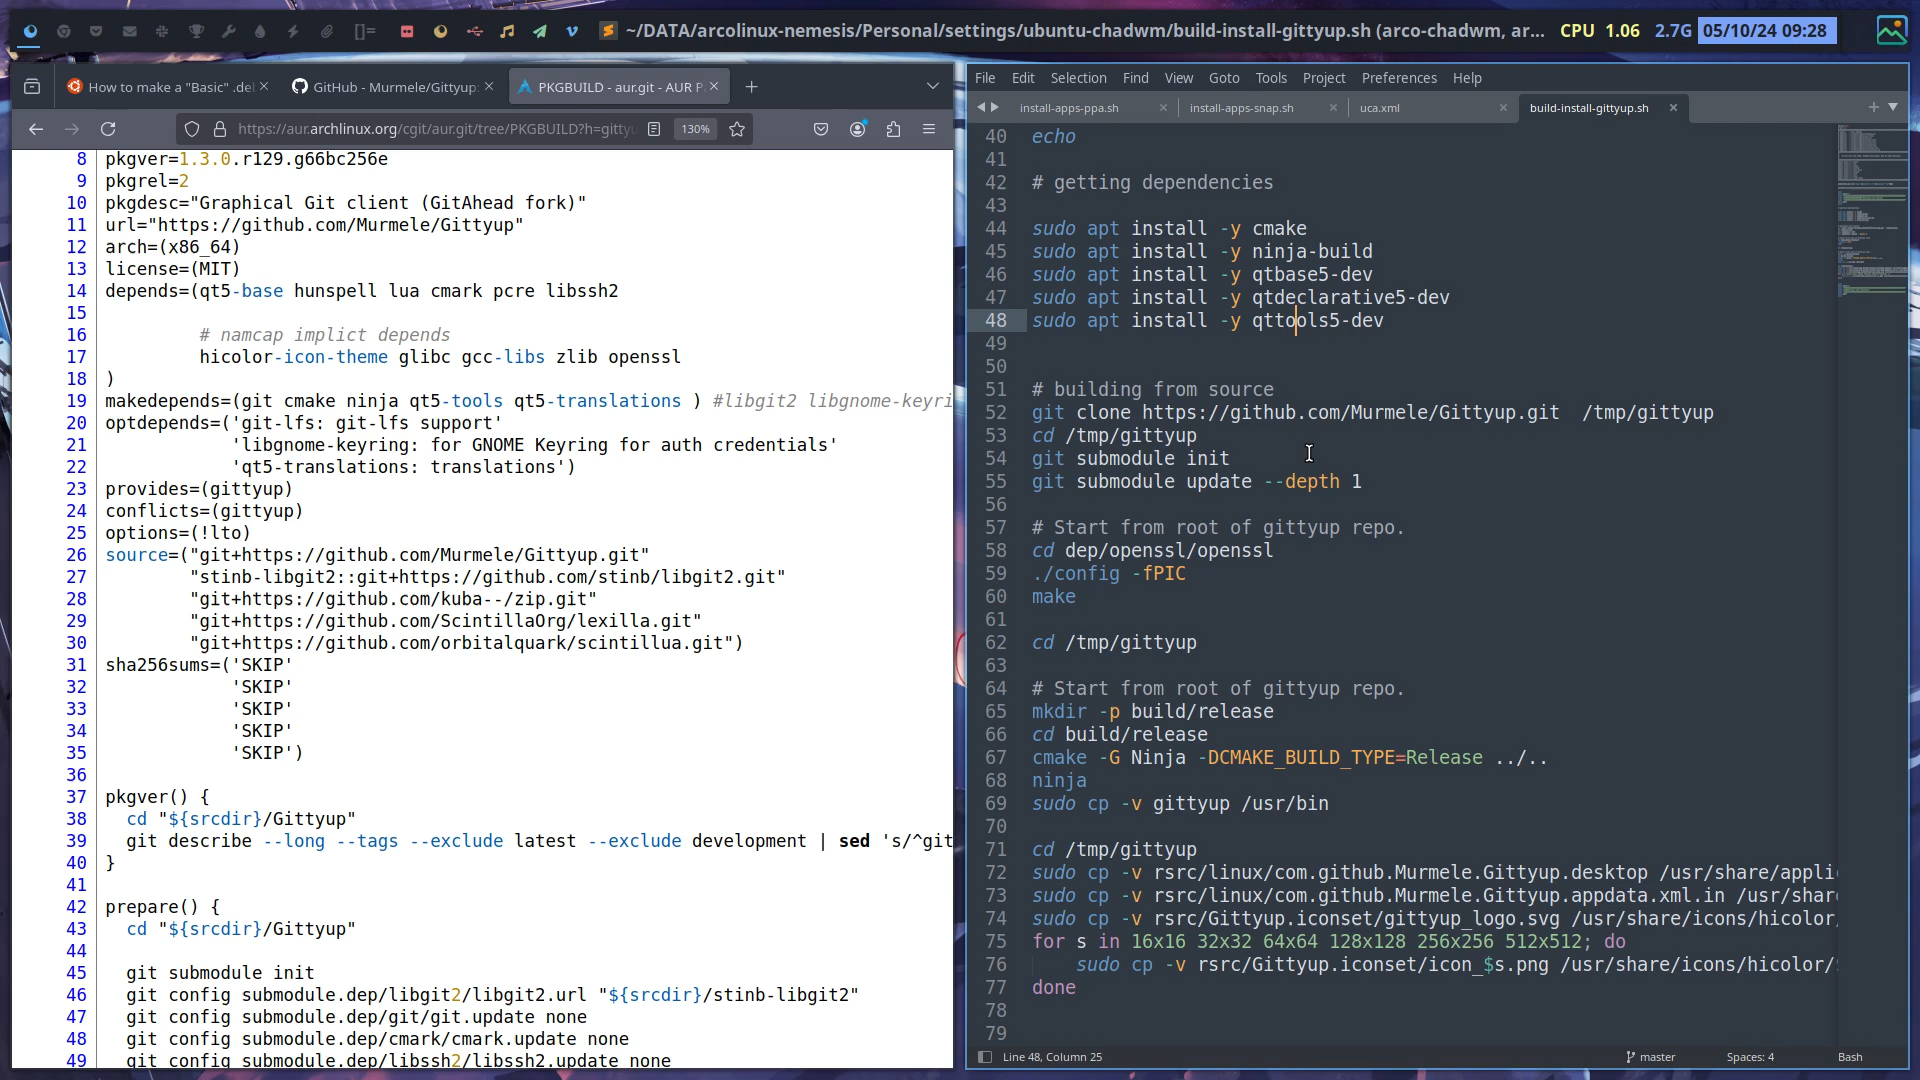 ~/DATA/arcolinux-nemesis/Personal/settings/ubuntu-chadwm/build-install-gittyup.sh (arco-chadwm, ar...
CPU 1.06 2.7G 05/10/24 09:28
How to make a "Basic" .de
GitHub - Murmele/Gittyup:
PKGBUILD - aur.git - AUR P
https://aur.archlinux.org/cgit/aur.git/tree/PKGBUILD?h=gittyu
130%
8 pkgver=1.3.0.r129.g66bc256e
9 pkgrel=2
10 pkgdesc="Graphical Git client (GitAhead fork)"
11 url="https://github.com/Murmele/Gittyup"
12 arch=(x86_64)
13 license=(MIT)
14 depends=(qt5-base hunspell lua cmark pcre libssh2
15
16 # namcap implict depends
17 hicolor-icon-theme glibc gcc-libs zlib openssl
18 )
19 makedepends=(git cmake ninja qt5-tools qt5-translations ) #libgit2 libgnome-keyri
20 optdepends=('git-lfs: git-lfs support'
21 'libgnome-keyring: for GNOME Keyring for auth credentials'
22 'qt5-translations: translations')
23 provides=(gittyup)
24 conflicts=(gittyup)
25 options=(!lto)
26 source=("git+https://github.com/Murmele/Gittyup.git"
27 "stinb-libgit2::git+https://github.com/stinb/libgit2.git"
28 "git+https://github.com/kuba--/zip.git"
29 "git+https://github.com/ScintillaOrg/lexilla.git"
30 "git+https://github.com/orbitalquark/scintillua.git")
31 sha256sums=('SKIP'
32 'SKIP'
33 'SKIP'
34 'SKIP'
35 'SKIP')
36
37 pkgver() {
38 cd "${srcdir}/Gittyup"
39 git describe --long --tags --exclude latest --exclude development | sed 's/^git
40 }
41
42 prepare() {
43 cd "${srcdir}/Gittyup"
44
45 git submodule init
46 git config submodule.dep/libgit2/libgit2.url "${srcdir}/stinb-libgit2"
47 git config submodule.dep/git/git.update none
48 git config submodule.dep/cmark/cmark.update none
49 git config submodule.dep/libssh2/libssh2.update none
File Edit Selection Find View Goto Tools Project Preferences Help
install-apps-ppa.sh
install-apps-snap.sh
uca.xml
build-install-gittyup.sh
40 echo
41
42 # getting dependencies
43
44 sudo apt install -y cmake
45 sudo apt install -y ninja-build
46 sudo apt install -y qtbase5-dev
47 sudo apt install -y qtdeclarative5-dev
48 sudo apt install -y qttools5-dev
49
50
51 # building from source
52 git clone https://github.com/Murmele/Gittyup.git /tmp/gittyup
53 cd /tmp/gittyup
54 git submodule init
55 git submodule update --depth 1
56
57 # Start from root of gittyup repo.
58 cd dep/openssl/openssl
59 ./config -fPIC
60 make
61
62 cd /tmp/gittyup
63
64 # Start from root of gittyup repo.
65 mkdir -p build/release
66 cd build/release
67 cmake -G Ninja -DCMAKE_BUILD_TYPE=Release ../..
68 ninja
69 sudo cp -v gittyup /usr/bin
70
71 cd /tmp/gittyup
72 sudo cp -v rsrc/linux/com.github.Murmele.Gittyup.desktop /usr/share/appli
73 sudo cp -v rsrc/linux/com.github.Murmele.Gittyup.appdata.xml.in /usr/shar
74 sudo cp -v rsrc/Gittyup.iconset/gittyup_logo.svg /usr/share/icons/hicolor,
75 for s in 16x16 32x32 64x64 128x128 256x256 512x512; do
76 sudo cp -v rsrc/Gittyup.iconset/icon_$s.png /usr/share/icons/hicolor/
77 done
78
79
Line 48, Column 25
master
Spaces: 4
Bash